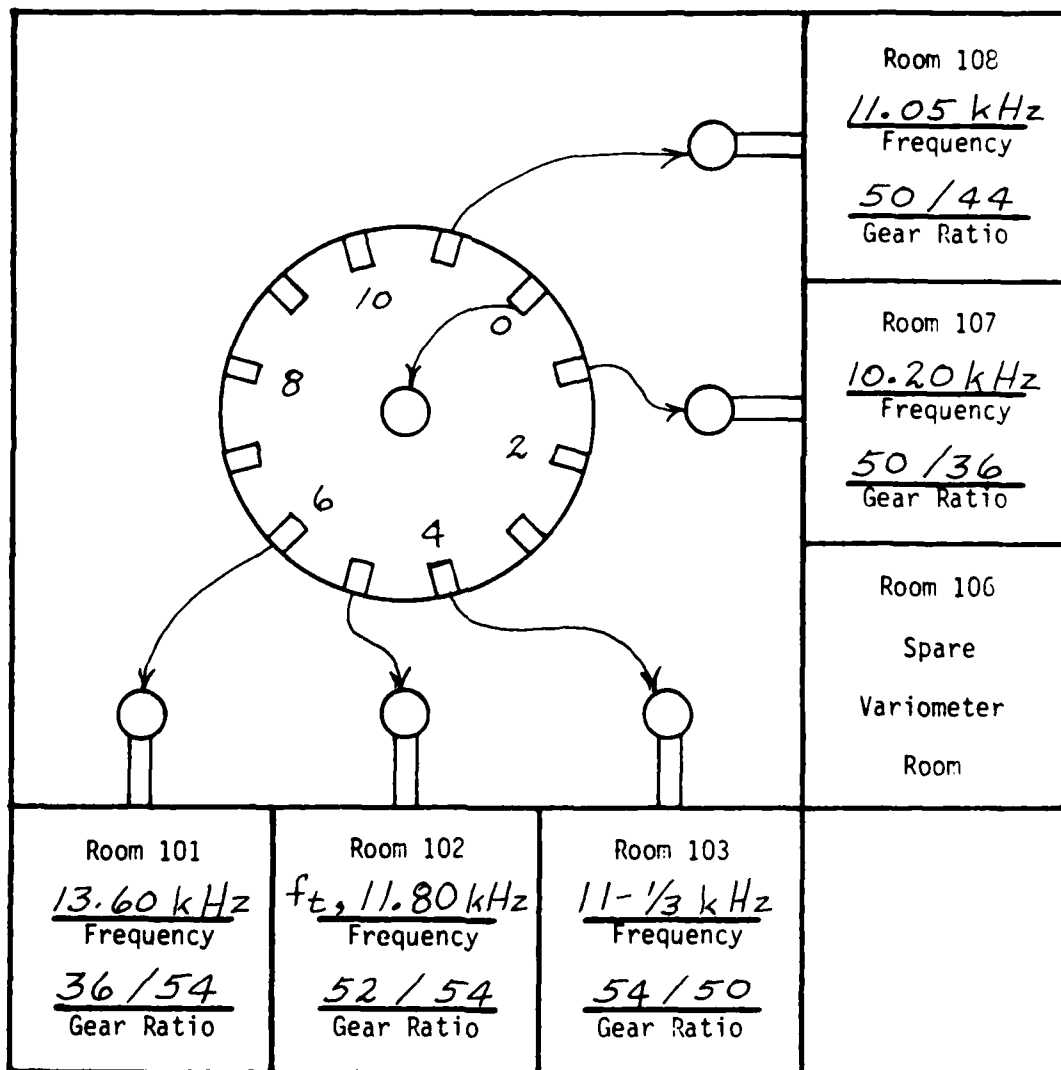 Room 108
11.05 kHz
Frequency
50/44
Gear Ratio
10
0
Room 107
8
10.20 kHz
Frequency
2
50/36
Gear Ratio
6
4
Room 106
Spare
Variometer
Room
Room 101
13.60 kHz
Frequency
36/54
Gear Ratio
Room 102
ft, 11.80 kHz
Frequency
52/54
Gear Ratio
Room 103
11-1/3 kHz
Frequency
54/50
Gear Ratio